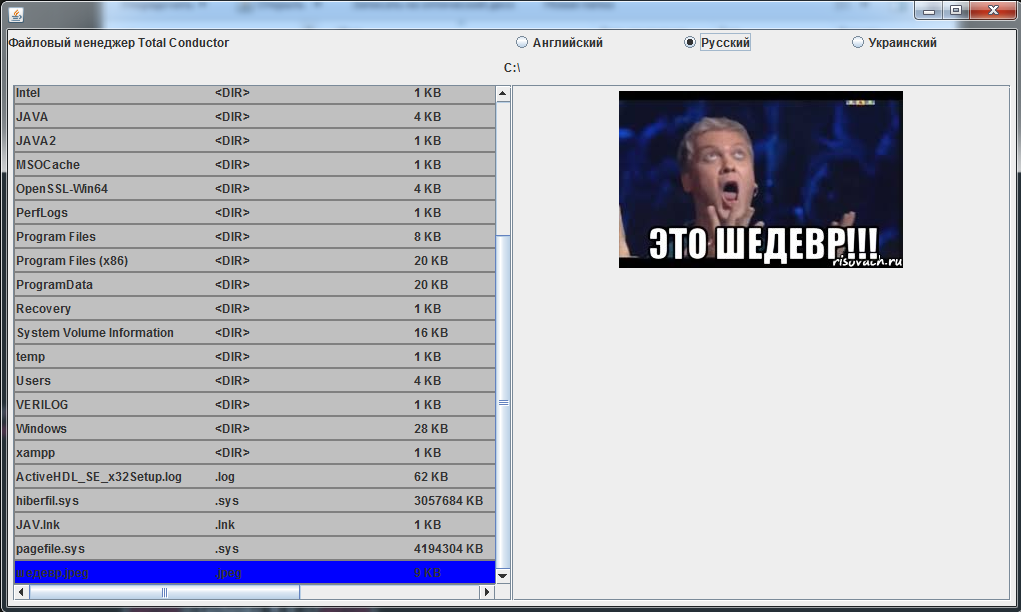 Файловый менеджер Total Conductor
Английский
Русский
Украинский
C:\
Intel <DIR> 1 KB
JAVA <DIR> 4 KB
JAVA2 <DIR> 1 KB
MSOCache <DIR> 1 KB
OpenSSL-Win64 <DIR> 4 KB
PerfLogs <DIR> 1 KB
Program Files <DIR> 8 KB
Program Files (x86) <DIR> 20 KB
ProgramData <DIR> 20 KB
Recovery <DIR> 1 KB
System Volume Information <DIR> 16 KB
temp <DIR> 1 KB
Users <DIR> 4 KB
VERILOG <DIR> 1 KB
Windows <DIR> 28 KB
xampp <DIR> 1 KB
ActiveHDL_SE_x32Setup.log .log 62 KB
hiberfil.sys .sys 3057684 KB
JAV.lnk .lnk 1 KB
pagefile.sys .sys 4194304 KB
шедевр.jpeg .jpeg 9 KB
ЭТО ШЕДЕВР!!!
risovach.ru